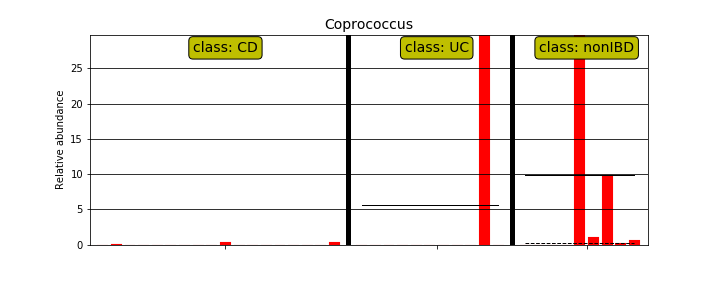 Coprococcus
class: CD
class: UC
class: nonIBD
Relative abundance
25
20
15
10
5
0